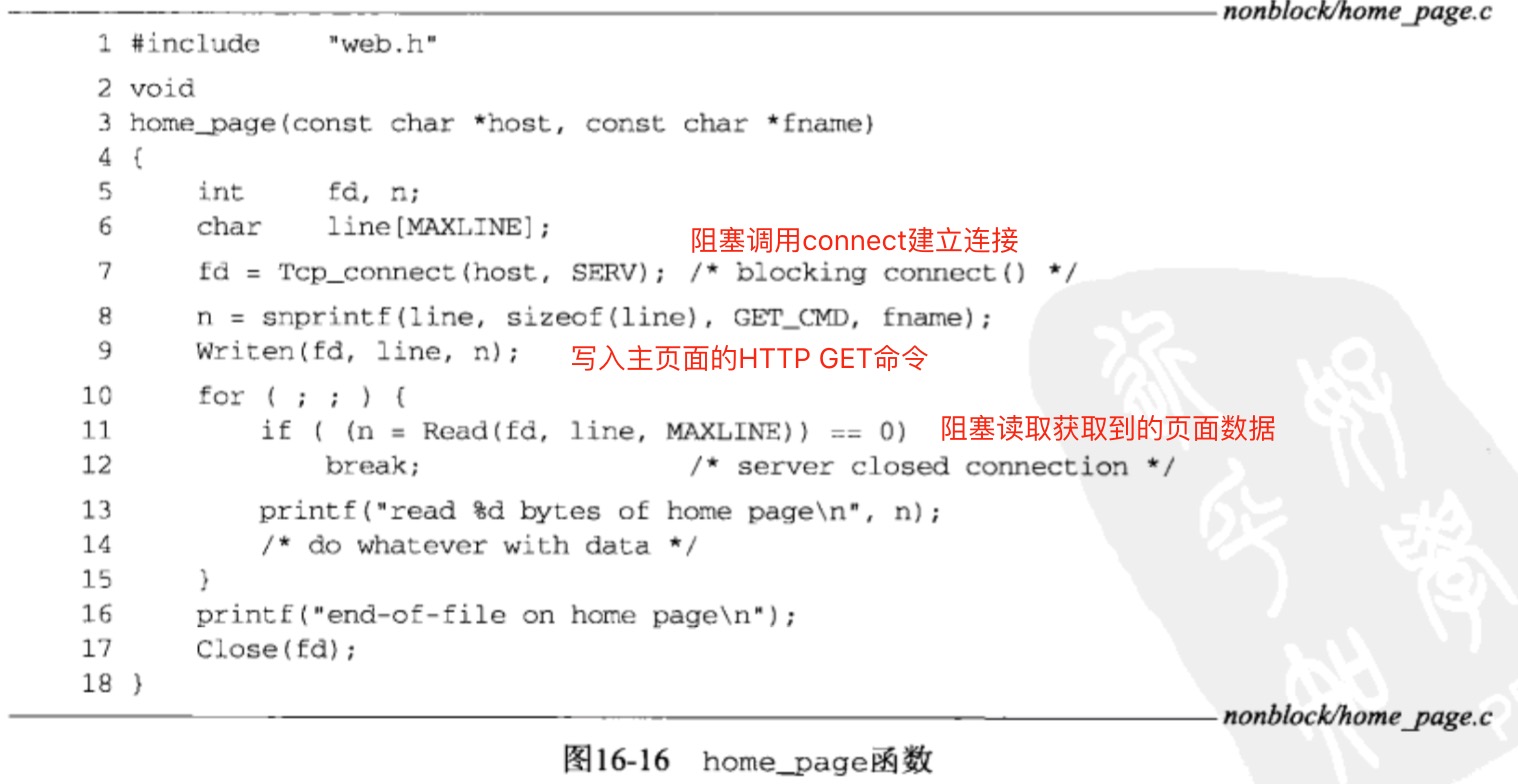 nonblock/home_page.c
1 #include "web.h"
2 void
3 home_page(const char *host, const char *fname)
4 {
5 int fd, n;
6 char line[MAXLINE];
阻塞调用connect建立连接
7 fd = Tcp_connect(host, SERV); /* blocking connect() */
8 n = snprintf(line, sizeof(line), GET_CMD, fname);
9 Writen(fd, line, n); 写入主页面的HTTP GET命令
10 for ( ; ; ) {
11 if ( (n = Read(fd, line, MAXLINE)) == 0) 阻塞读取获取到的页面数据
12 break; /* server closed connection */
13 printf("read %d bytes of home page\n", n);
14 /* do whatever with data */
15 }
16 printf("end-of-file on home page\n");
17 Close(fd);
18 }
nonblock/home_page.c
图16-16 home_page函数